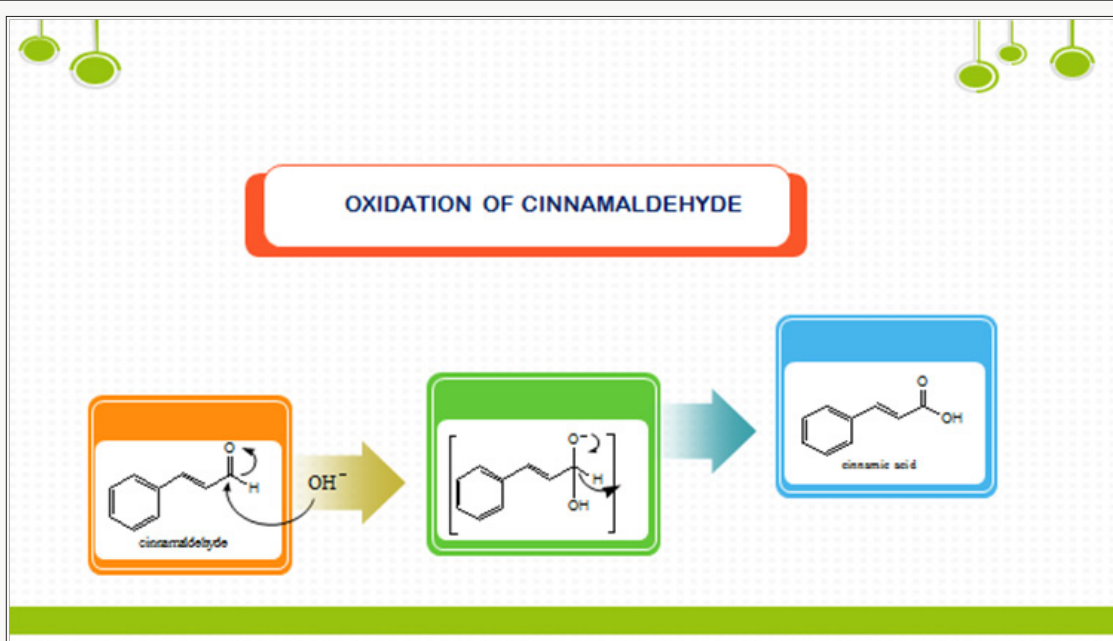 OXIDATION OF CINNAMALDEHYDE
O
H
cinnamaldehyde
OH⁻
O⁻
H
OH
O
OH
cinnamic acid